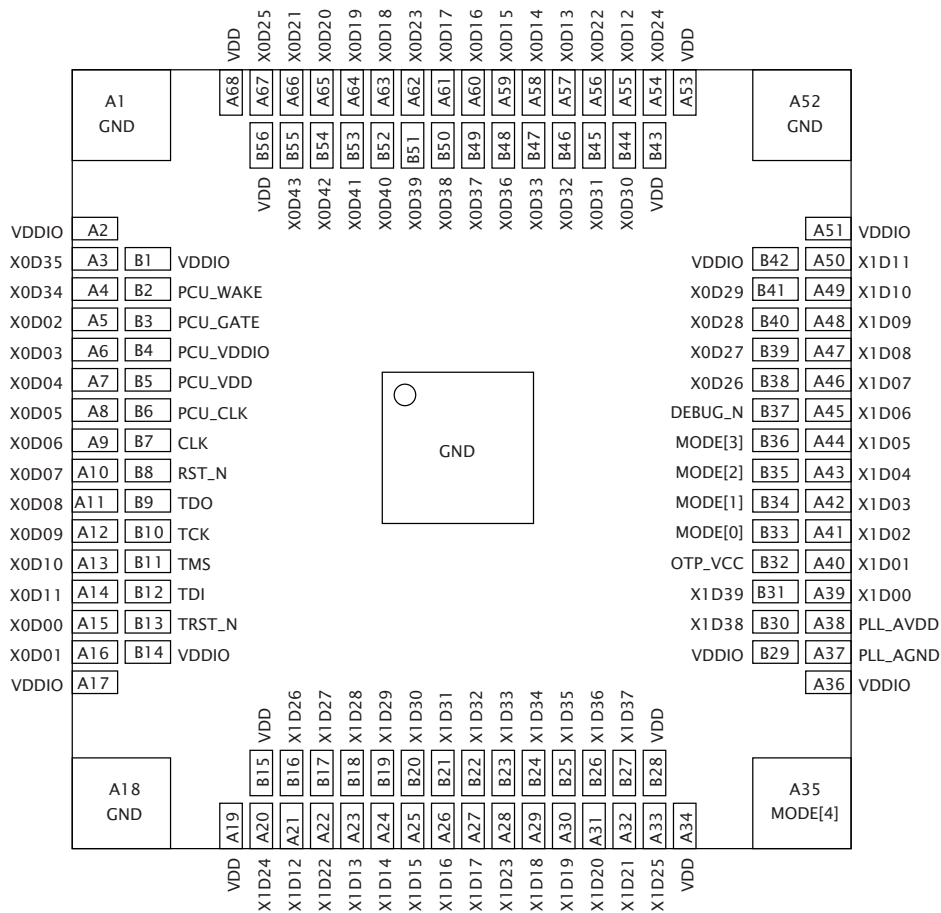 VDD X0D25 X0D21 X0D20 X0D19 X0D18 X0D23 X0D17 X0D16 X0D15 X0D14 X0D13 X0D22 X0D12 X0D24 VDD
A68 A67 A66 A65 A64 A63 A62 A61 A60 A59 A58 A57 A56 A55 A54 A53
A1
GND
A52
GND
B56 B55 B54 B53 B52 B51 B50 B49 B48 B47 B46 B45 B44 B43
VDD X0D43 X0D42 X0D41 X0D40 X0D39 X0D38 X0D37 X0D36 X0D33 X0D32 X0D31 X0D30 VDD
VDDIO A2 A51 VDDIO
X0D35 A3 B1 VDDIO VDDIO B42 A50 X1D11
X0D34 A4 B2 PCU_WAKE X0D29 B41 A49 X1D10
X0D02 A5 B3 PCU_GATE X0D28 B40 A48 X1D09
X0D03 A6 B4 PCU_VDDIO X0D27 B39 A47 X1D08
X0D04 A7 B5 PCU_VDD X0D26 B38 A46 X1D07
X0D05 A8 B6 PCU_CLK DEBUG_N B37 A45 X1D06
X0D06 A9 B7 CLK MODE[3] B36 A44 X1D05
GND
X0D07 A10 B8 RST_N MODE[2] B35 A43 X1D04
X0D08 A11 B9 TDO MODE[1] B34 A42 X1D03
X0D09 A12 B10 TCK MODE[0] B33 A41 X1D02
X0D10 A13 B11 TMS OTP_VCC B32 A40 X1D01
X0D11 A14 B12 TDI X1D39 B31 A39 X1D00
X0D00 A15 B13 TRST_N X1D38 B30 A38 PLL_AVDD
X0D01 A16 B14 VDDIO VDDIO B29 A37 PLL_AGND
VDDIO A17 A36 VDDIO
VDD X1D26 X1D27 X1D28 X1D29 X1D30 X1D31 X1D32 X1D33 X1D34 X1D35 X1D36 X1D37 VDD
B15 B16 B17 B18 B19 B20 B21 B22 B23 B24 B25 B26 B27 B28
A18
GND
A35
MODE[4]
A19 A20 A21 A22 A23 A24 A25 A26 A27 A28 A29 A30 A31 A32 A33 A34
VDD X1D24 X1D12 X1D22 X1D13 X1D14 X1D15 X1D16 X1D17 X1D23 X1D18 X1D19 X1D20 X1D21 X1D25 VDD